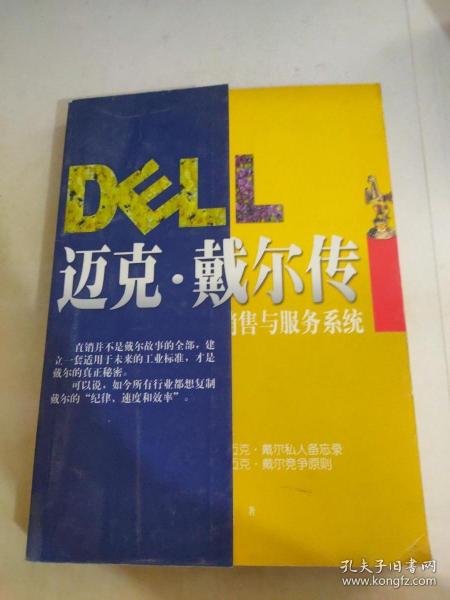 DELL
迈克·戴尔传
销售与服务系统
直销并不是戴尔故事的全部，建
立一套适用于未来的工业标准，才是
戴尔的真正秘密。
可以说，如今所有行业都想复制
戴尔的“纪律，速度和效率”。
迈克·戴尔私人备忘录
迈克·戴尔竞争原则
著
孔夫子旧书网
www.kongfz.com